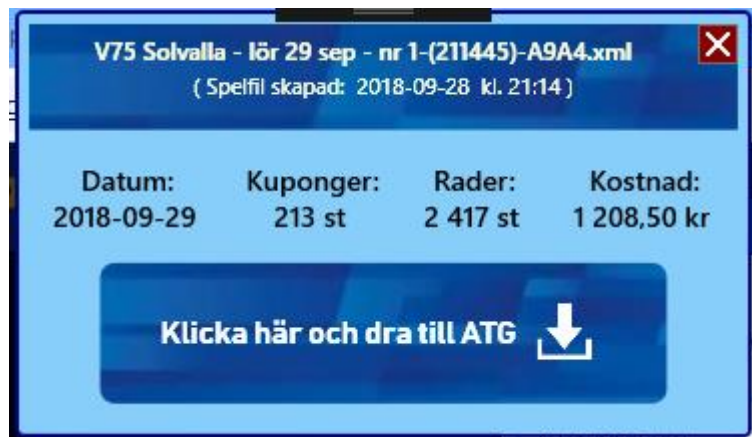 V75 Solvalla - lör 29 sep - nr 1-(211445)-A9A4.xml
( Spelfil skapad: 2018-09-28 kl. 21:14 )
Datum: Kuponger: Rader: Kostnad:
2018-09-29 213 st 2 417 st 1 208,50 kr
Klicka här och dra till ATG